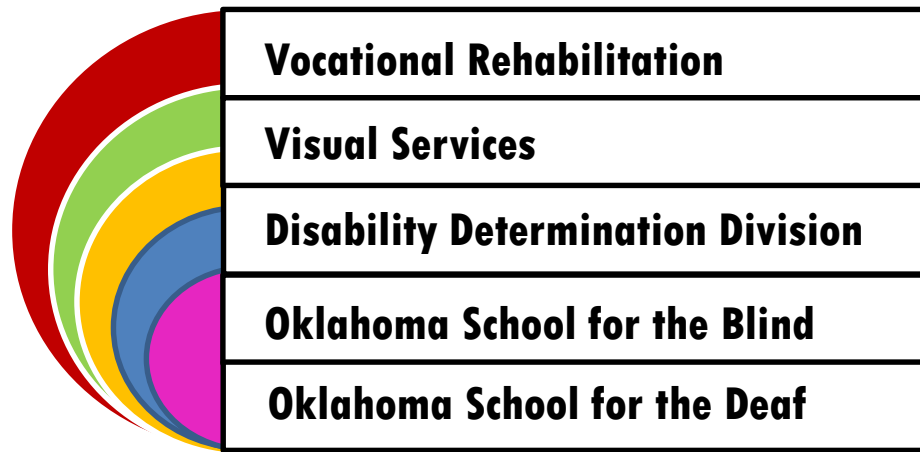 Vocational Rehabilitation
Visual Services
Disability Determination Division
Oklahoma School for the Blind
Oklahoma School for the Deaf